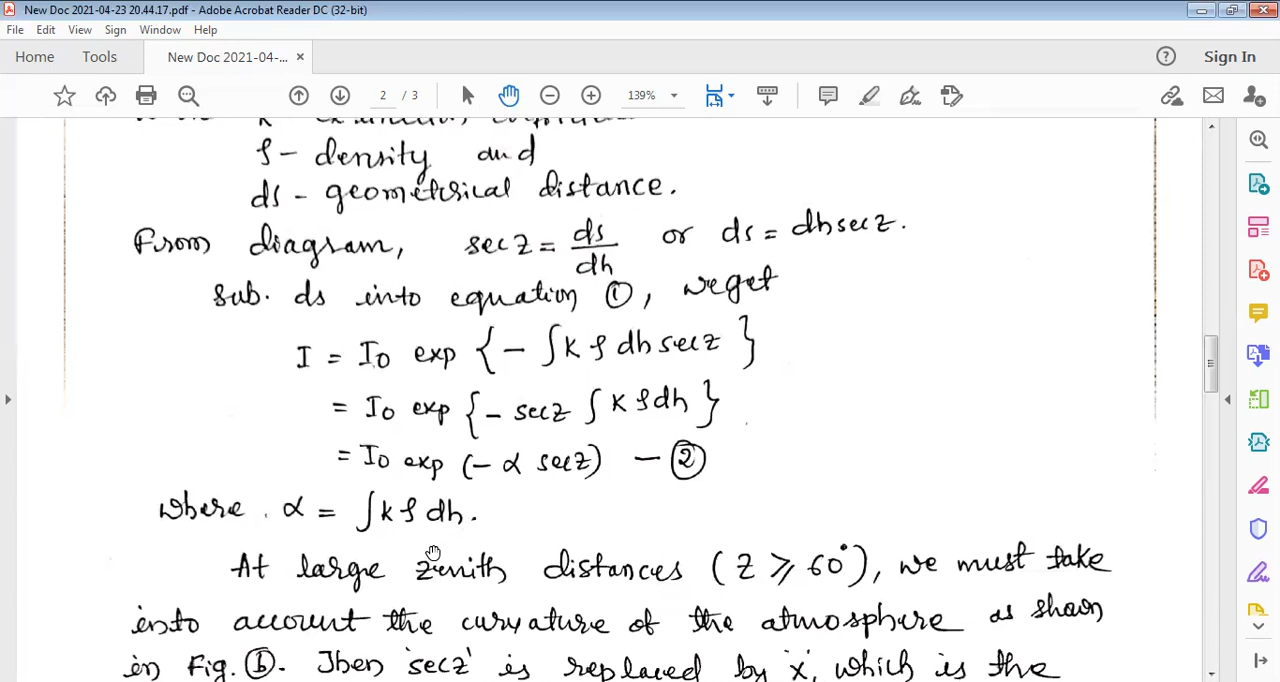 New Doc 2021-04-23 20.44.17.pdf - Adobe Acrobat Reader DC (32-bit)
File Edit View Sign Window Help
Home Tools New Doc 2021-04-... × Sign In
2 / 3 139%
ρ - density and
ds - geometrical distance.
From diagram, sec z = ds/dh or ds = dh sec z.
Sub. ds into equation ①, we get
I = I₀ exp { - ∫ K ρ dh sec z }
= I₀ exp { - sec z ∫ K ρ dh }
= I₀ exp (- α sec z) — ②
where α = ∫ K ρ dh.
At large zenith distances ( z ⩾ 60°), we must take
into account the curvature of the atmosphere as shown
in Fig. ⓑ. Then 'sec z' is replaced by 'x', which is the